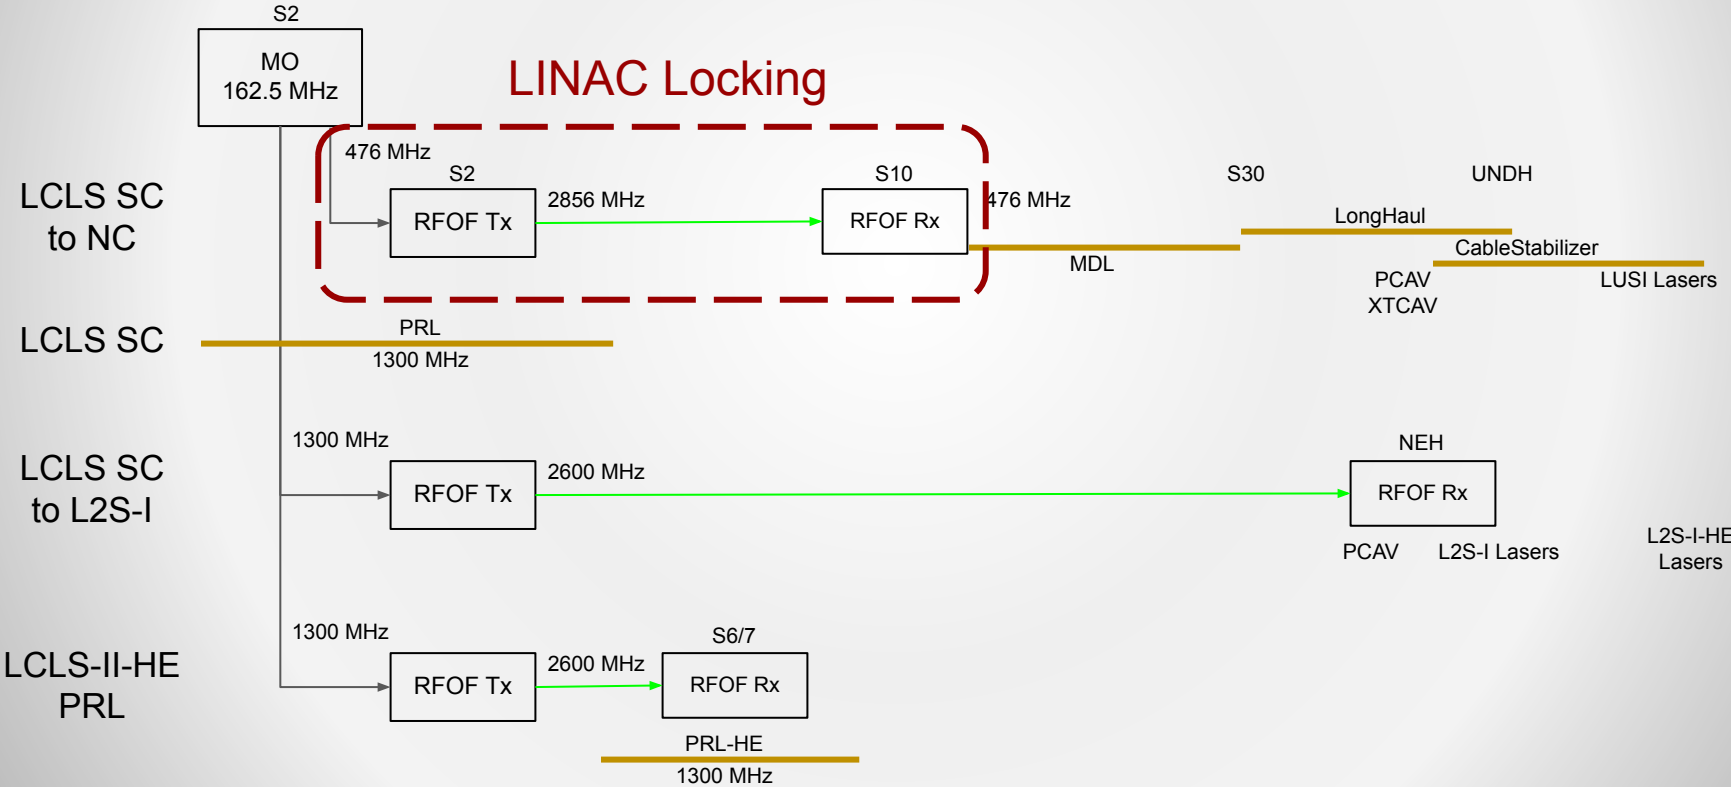 S2
MO
162.5 MHz
LINAC Locking
476 MHz
LCLS SC
to NC
S2
RFOF Tx
2856 MHz
S10
RFOF Rx
476 MHz
MDL
S30
UNDH
LongHaul
CableStabilizer
PCAV
XTCAV
LUSI Lasers
LCLS SC
PRL
1300 MHz
LCLS SC
to L2S-I
1300 MHz
RFOF Tx
2600 MHz
NEH
RFOF Rx
PCAV
L2S-I Lasers
L2S-I-HE
Lasers
LCLS-II-HE
PRL
1300 MHz
RFOF Tx
2600 MHz
S6/7
RFOF Rx
PRL-HE
1300 MHz